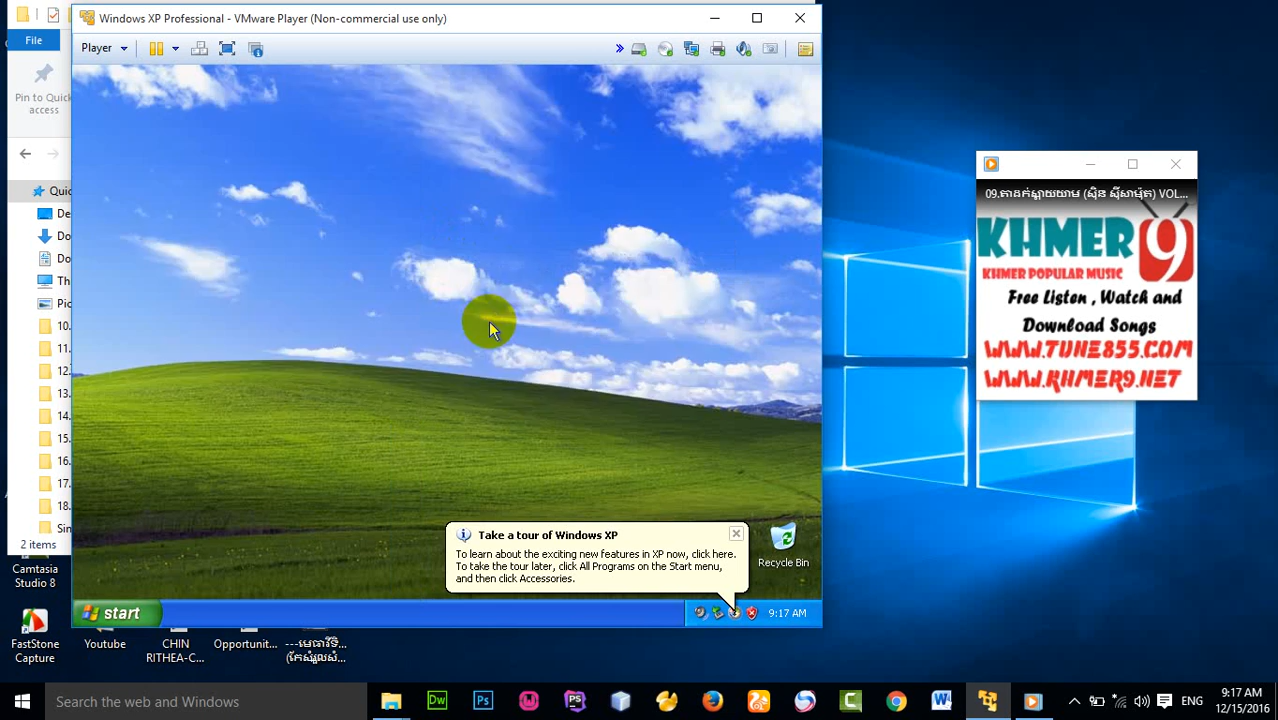 Windows XP Professional - VMware Player (Non-commercial use only)
File
Player
Pin to Quick
access
Quic
De
Do
Do
Th
Pic
10.
11.
12.
13.
14.
15.
16.
17.
18.
Sin
2 items
Take a tour of Windows XP
To learn about the exciting new features in XP now, click here.
To take the tour later, click All Programs on the Start menu,
and then click Accessories.
Recycle Bin
start
9:17 AM
KHMER 9
KHMER POPULAR MUSIC
Free Listen , Watch and
Download Songs
WWW.TUNE855.COM
WWW.KHMER9.NET
Camtasia
Studio 8
FastStone
Capture
Youtube
CHIN
RITHEA-C...
Opportunit...
Search the web and Windows
Dw
Ps
PS
C
W
ENG
9:17 AM
12/15/2016